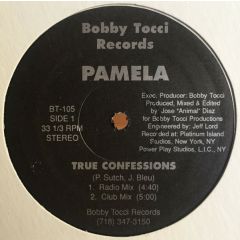 Bobby Tocci
Records
PAMELA
BT-105
SIDE 1
33 1/3 RPM
STEREO
Exec. Producer: Bobby Tocci
Produced, Mixed & Edited
by Jose "Animal" Diaz
for Bobby Tocci Productions
Engineered by: Jeff Lord
Recorded at: Platinum Island
Studios, New York, NY
Power Play Studios, L.I.C., NY
TRUE CONFESSIONS
(P. Sutch, J. Bleu)
1. Radio Mix (4:40)
2. Club Mix (5:00)
Bobby Tocci Records
(718) 347-3150